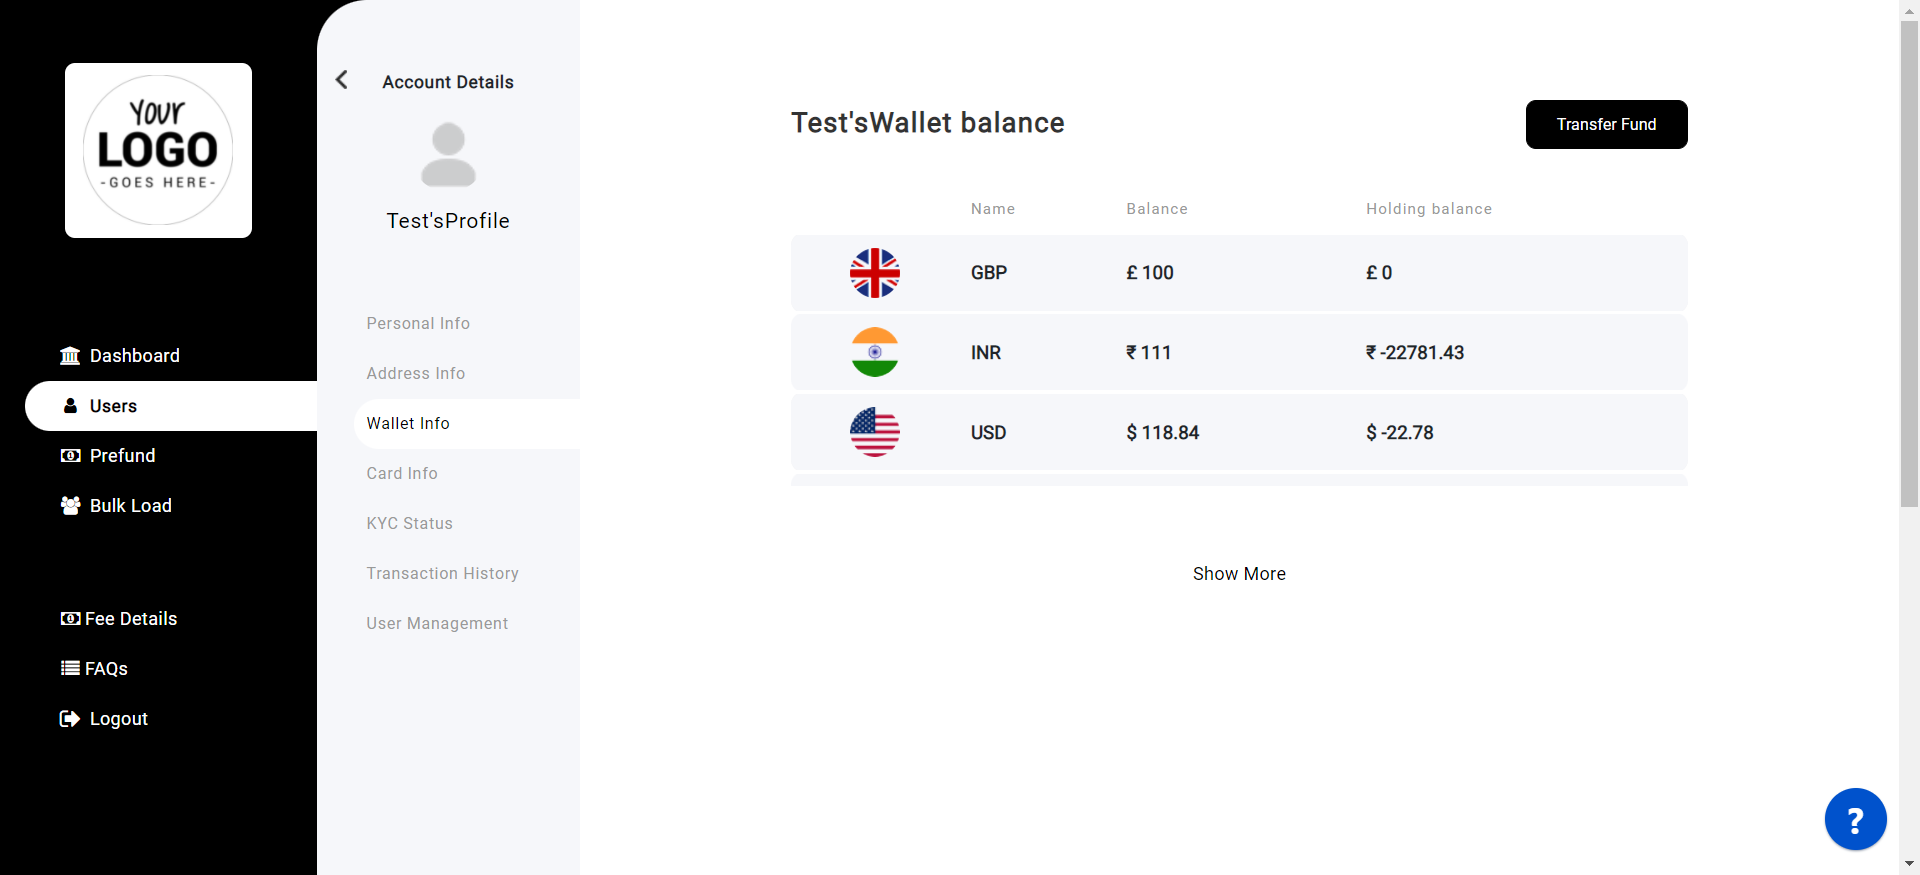 YOUR
LOGO
-GOES HERE-
Dashboard
Users
Prefund
Bulk Load
Fee Details
FAQs
Logout
Account Details
Test'sProfile
Personal Info
Address Info
Wallet Info
Card Info
KYC Status
Transaction History
User Management
Test'sWallet balance
Transfer Fund
Name Balance Holding balance
GBP £ 100 £ 0
INR ₹ 111 ₹ -22781.43
USD $ 118.84 $ -22.78
Show More
?